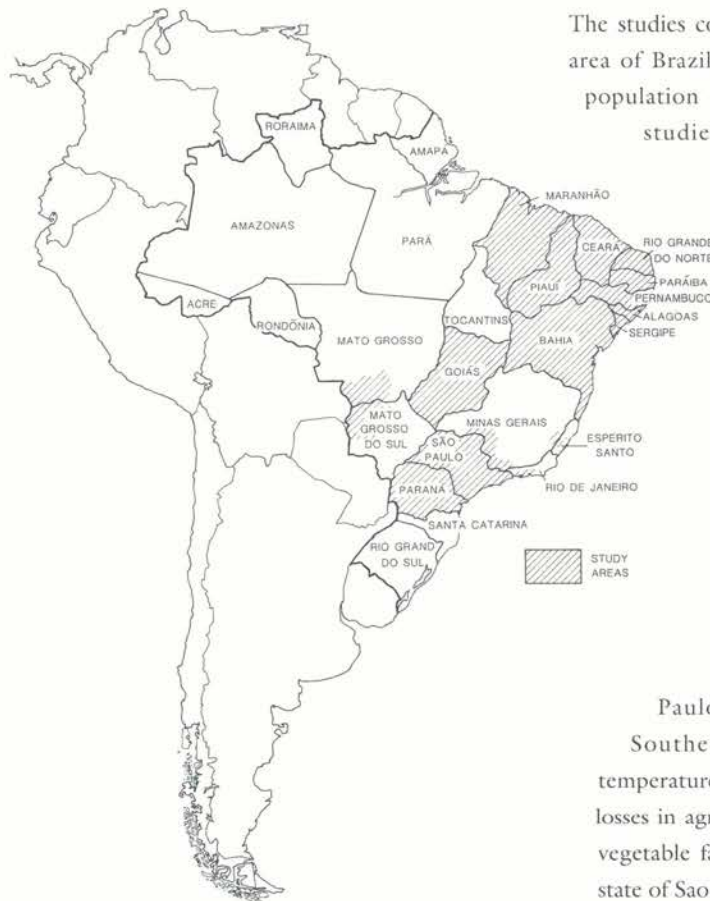 The studies co
area of Brazil
population
studie
RORAIMA
AMAPA
MARANHÃO
AMAZONAS
PARÁ
CEARÁ
RIO GRANDE
DO NORTE
PARÁIBA
PIAUÍ
PERNAMBUCO
ACRE
TOCANTINS
ALAGOAS
RONDÔNIA
SERGIPE
MATO GROSSO
BAHIA
GOIÁS
MATO
GROSSO
DO SUL
MINAS GERAIS
SÃO
PAULO
ESPERITO
SANTO
RIO DE JANEIRO
PARANÁ
SANTA CATARINA
RIO GRAND
DO SUL
STUDY
AREAS
Paulo
Southe
temperature
losses in agr
vegetable fa
state of Sao